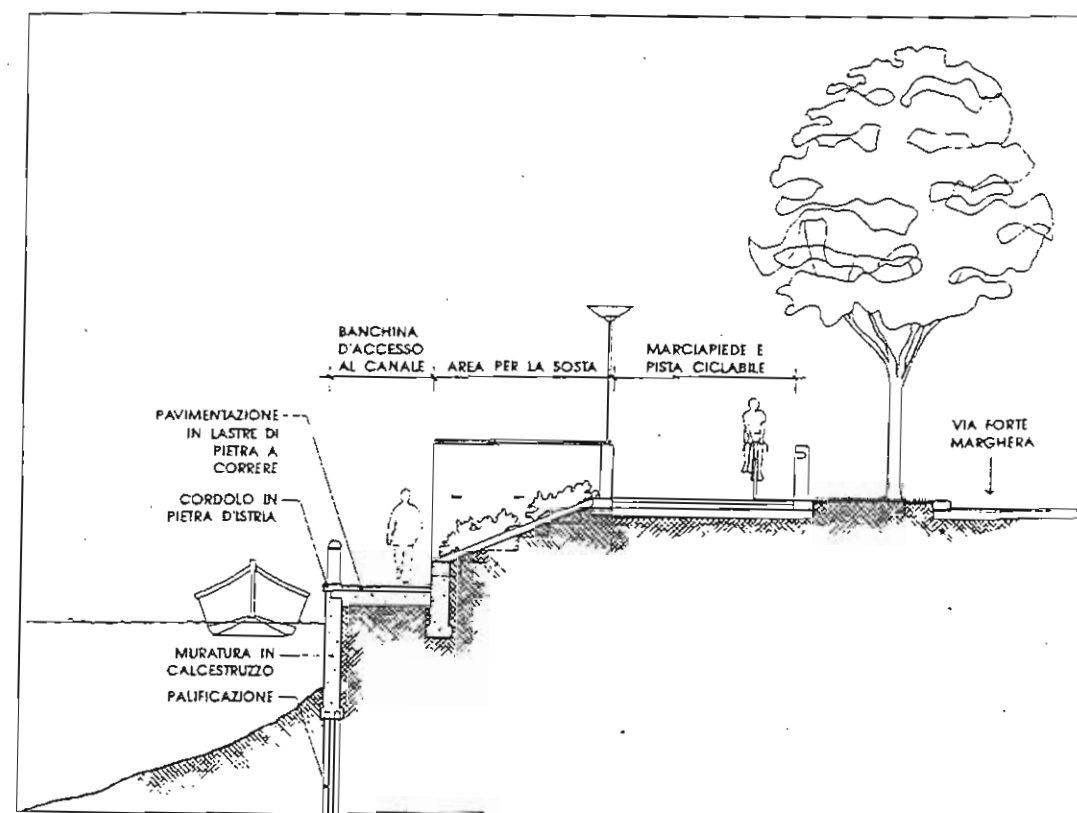 BANCHINA
D'ACCESSO
AL CANALE
AREA PER LA SOSTA
MARCIAPIEDE E
PISTA CICLABILE
PAVIMENTAZIONE
IN LASTRE DI
PIETRA A
CORRERE
CORDOLO IN
PIETRA D'ISTRIA
VIA FORTE
MARGHERA
MURATURA IN
CALCESTRUZZO
PALIFICAZIONE